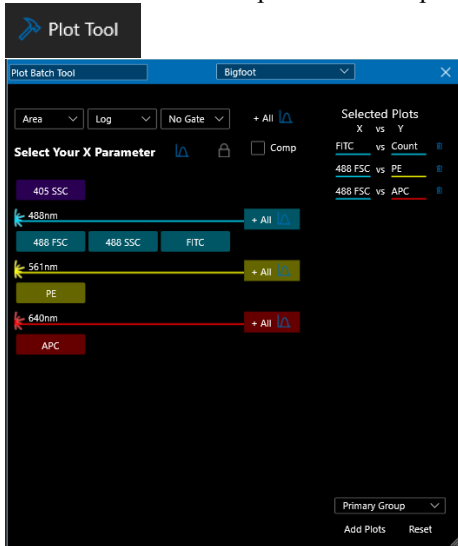 Plot Tool
Plot Batch Tool Bigfoot
Area Log No Gate + All
Selected Plots
X vs Y
Select Your X Parameter Comp
FITC vs Count
488 FSC vs PE
488 FSC vs APC
405 SSC
488nm + All
488 FSC 488 SSC FITC
561nm + All
PE
640nm + All
APC
Primary Group
Add Plots Reset